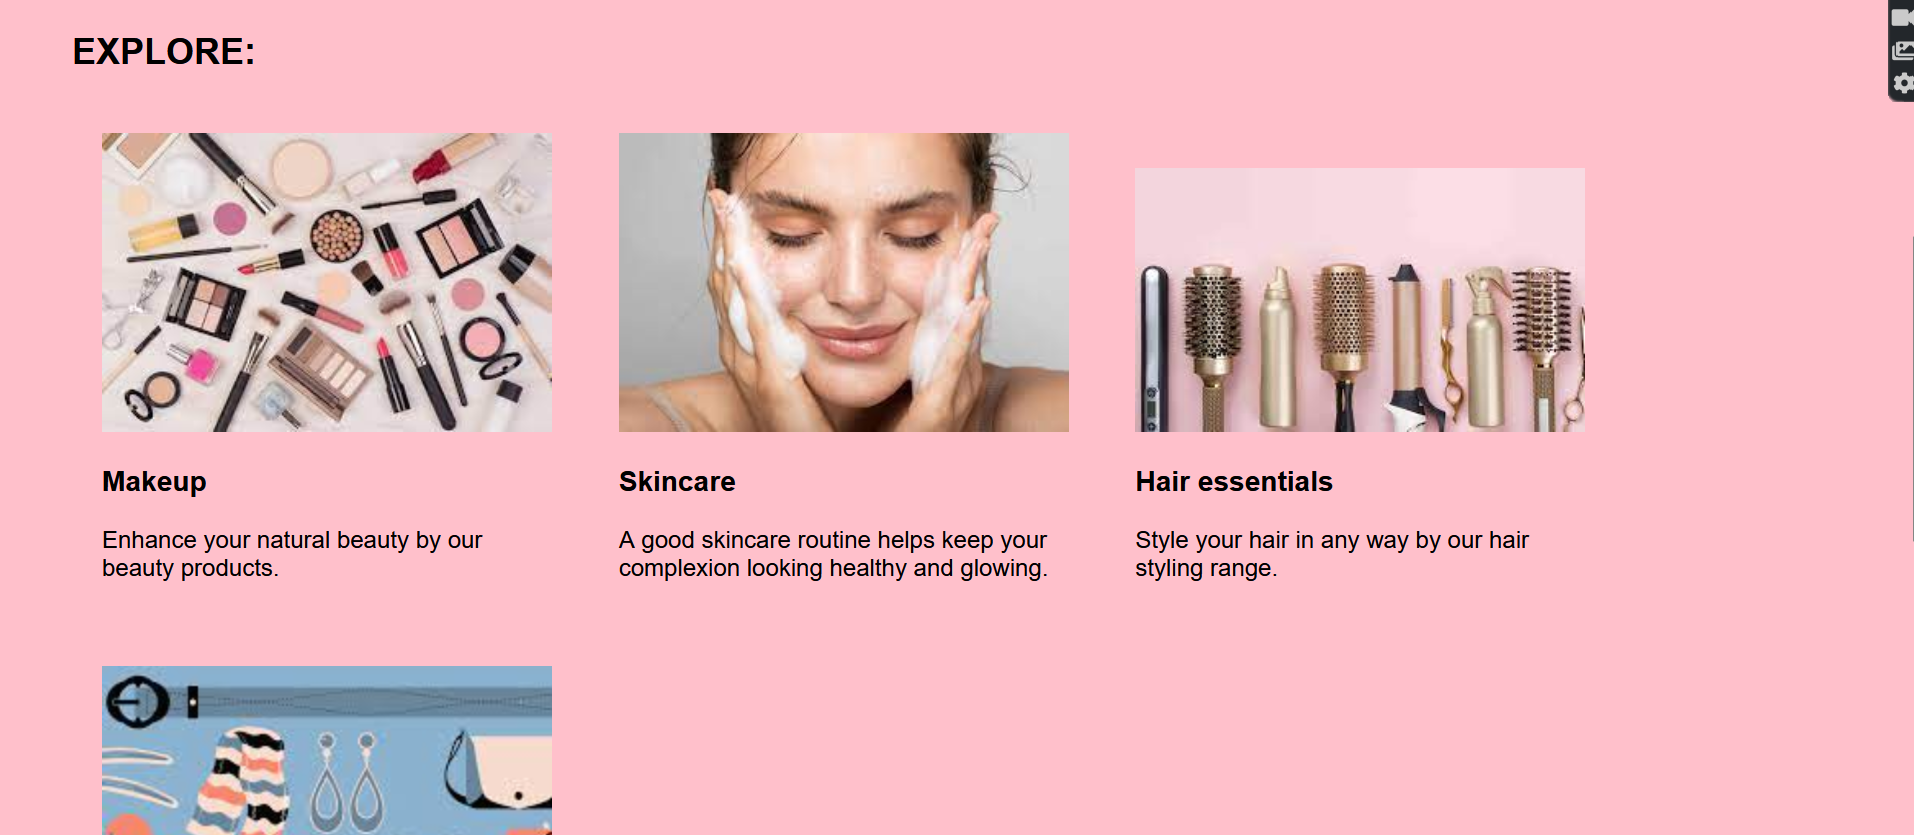 EXPLORE:
Makeup
Enhance your natural beauty by our
beauty products.
Skincare
A good skincare routine helps keep your
complexion looking healthy and glowing.
Hair essentials
Style your hair in any way by our hair
styling range.